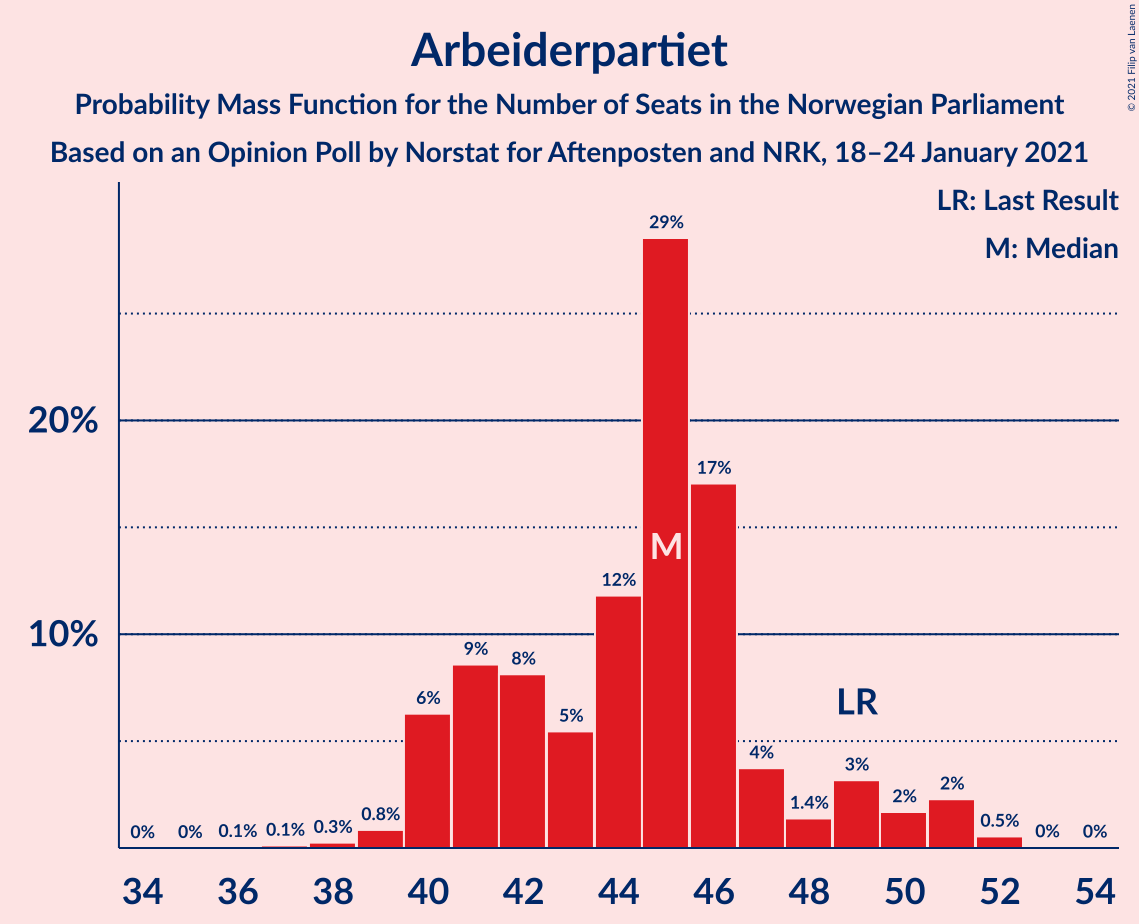 © 2021 Filip van Laenen
Arbeiderpartiet
Probability Mass Function for the Number of Seats in the Norwegian Parliament
Based on an Opinion Poll by Norstat for Aftenposten and NRK, 18–24 January 2021
LR: Last Result
M: Median
29%
20%
17%
M
12%
10%
9%
8%
6%
5%
LR
4%
3%
2%
2%
1.4%
0.8%
0.5%
0.3%
0.1%
0.1%
0%
0%
0%
0%
34 36 38 40 42 44 46 48 50 52 54